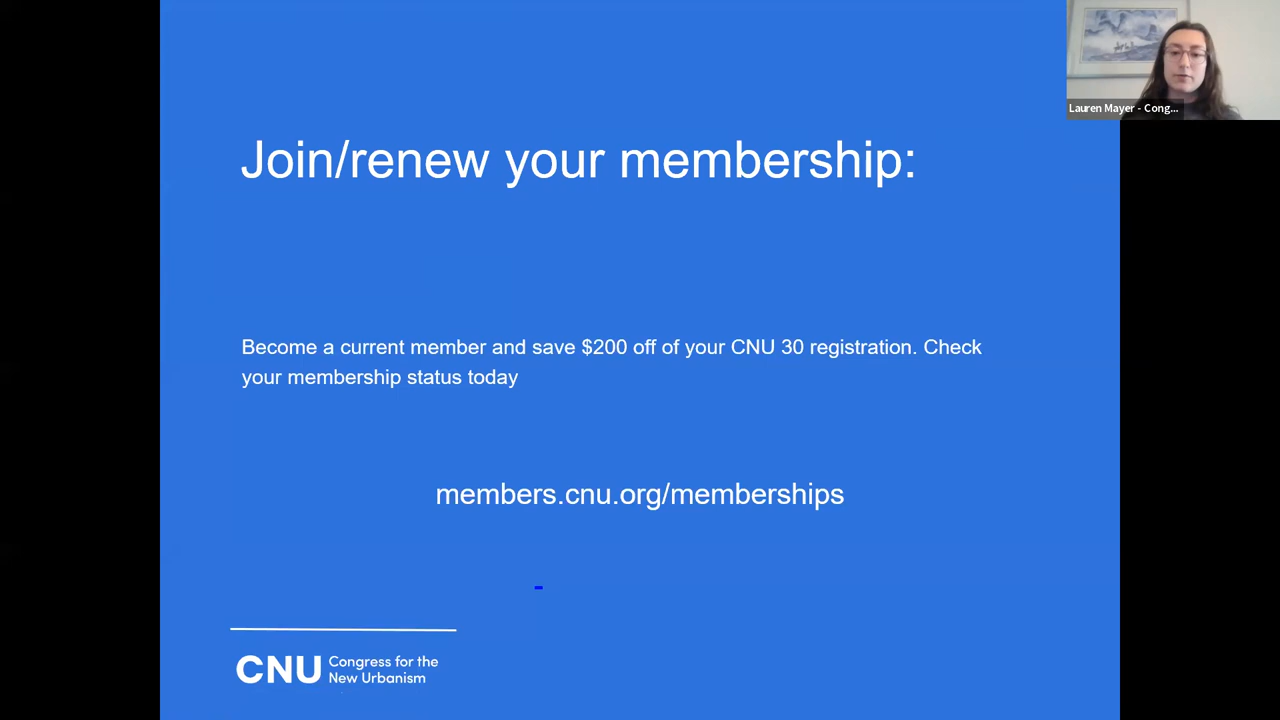 Lauren Mayer - Cong...
Join/renew your membership:
Become a current member and save $200 off of your CNU 30 registration. Check
your membership status today
members.cnu.org/memberships
CNU Congress for the
New Urbanism